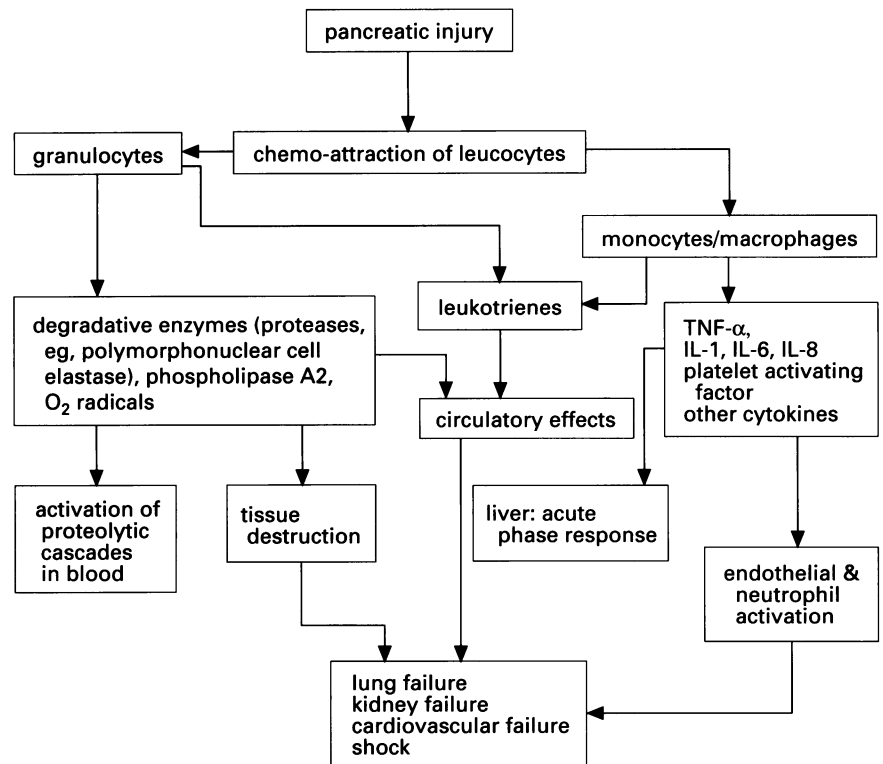 pancreatic injury
granulocytes
chemo-attraction of leucocytes
monocytes/macrophages
leukotrienes
degradative enzymes (proteases,
eg, polymorphonuclear cell
elastase), phospholipase A2,
O₂ radicals
TNF-α,
IL-1, IL-6, IL-8
platelet activating
factor
other cytokines
circulatory effects
activation of
proteolytic
cascades
in blood
tissue
destruction
liver: acute
phase response
endothelial &
neutrophil
activation
lung failure
kidney failure
cardiovascular failure
shock